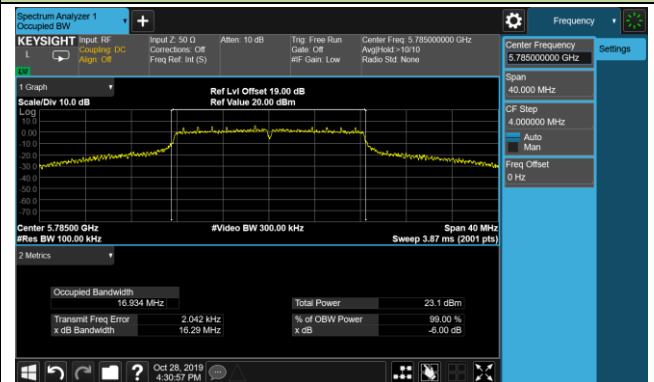 Spectrum Analyzer 1
Occupied BW
Frequency
KEYSIGHT
L
Input: RF
Coupling: DC
Align: Off
Input Z: 50 Ω
Corrections: Off
Freq Ref: Int (S)
Atten: 10 dB
Trig: Free Run
Gate: Off
#IF Gain: Low
Center Freq: 5.785000000 GHz
Avg|Hold:>10/10
Radio Std: None
Center Frequency
5.785000000 GHz
Settings
Span
40.000 MHz
CF Step
4.000000 MHz
Auto
Man
Freq Offset
0 Hz
1 Graph
Scale/Div 10.0 dB
Ref Lvl Offset 19.00 dB
Ref Value 20.00 dBm
Log
10.0
0.00
-10.0
-20.0
-30.0
-40.0
-50.0
-60.0
-70.0
Center 5.78500 GHz
#Video BW 300.00 kHz
Span 40 MHz
#Res BW 100.00 kHz
Sweep 3.87 ms (2001 pts)
2 Metrics
Occupied Bandwidth
16.934 MHz
Total Power 23.1 dBm
Transmit Freq Error 2.042 kHz
% of OBW Power 99.00 %
x dB Bandwidth 16.29 MHz
x dB -6.00 dB
Oct 28, 2019
4:30:57 PM